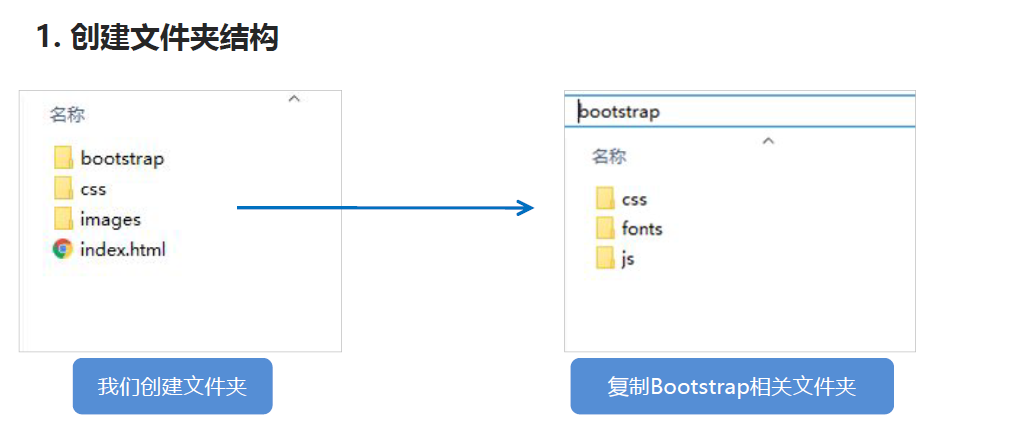 1. 创建文件夹结构
名称
bootstrap
css
images
index.html
我们创建文件夹
bootstrap
名称
css
fonts
js
复制Bootstrap相关文件夹